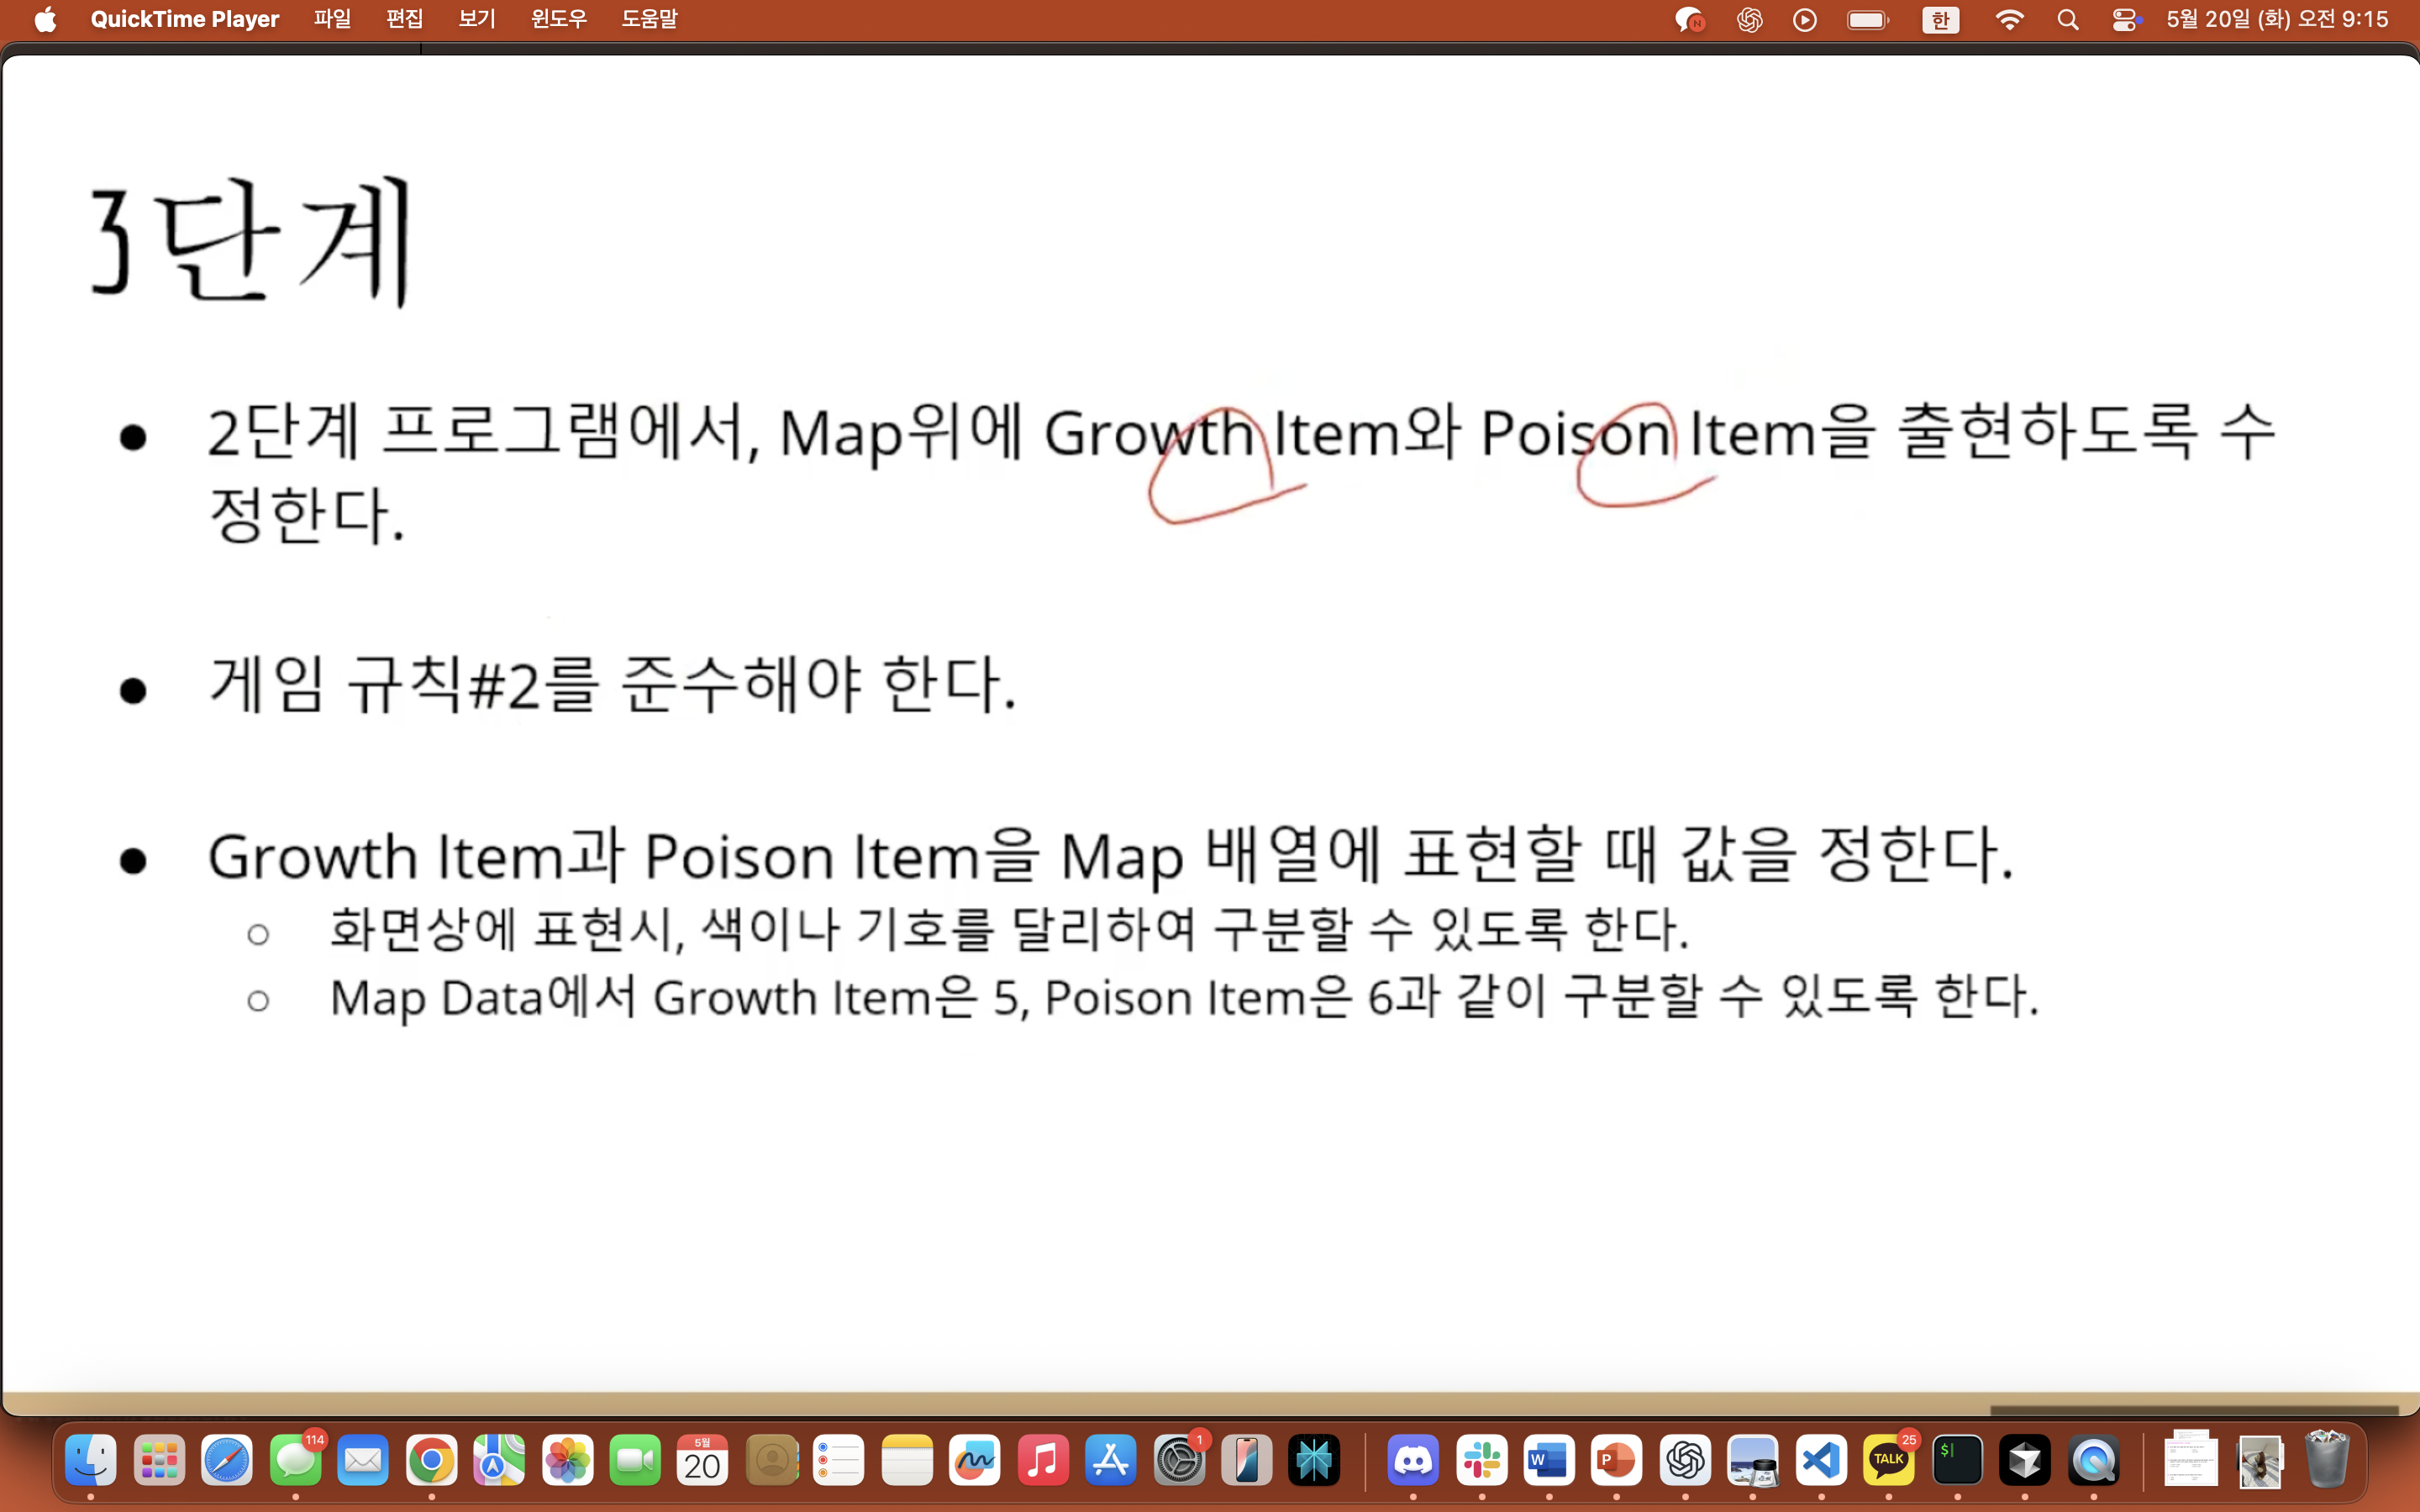 QuickTime Player 파일 편집 보기 윈도우 도움말 한 5월 20일 (화) 오전 9:15
3단계
2단계 프로그램에서, Map위에 Growth Item와 Poison Item을 출현하도록 수
정한다.
게임 규칙#2를 준수해야 한다.
Growth Item과 Poison Item을 Map 배열에 표현할 때 값을 정한다.
화면상에 표현시, 색이나 기호를 달리하여 구분할 수 있도록 한다.
Map Data에서 Growth Item은 5, Poison Item은 6과 같이 구분할 수 있도록 한다.
114 5월 20 1 W P TALK 25 $